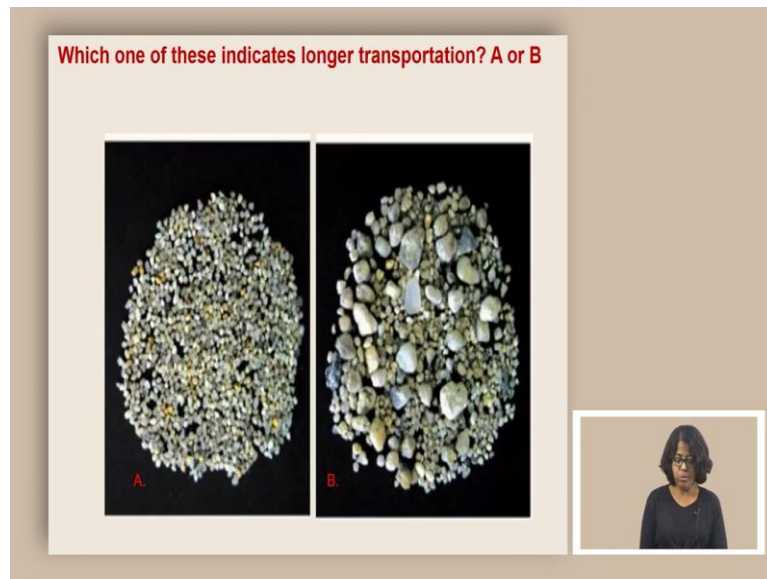 Which one of these indicates longer transportation? A or B
A.
B.